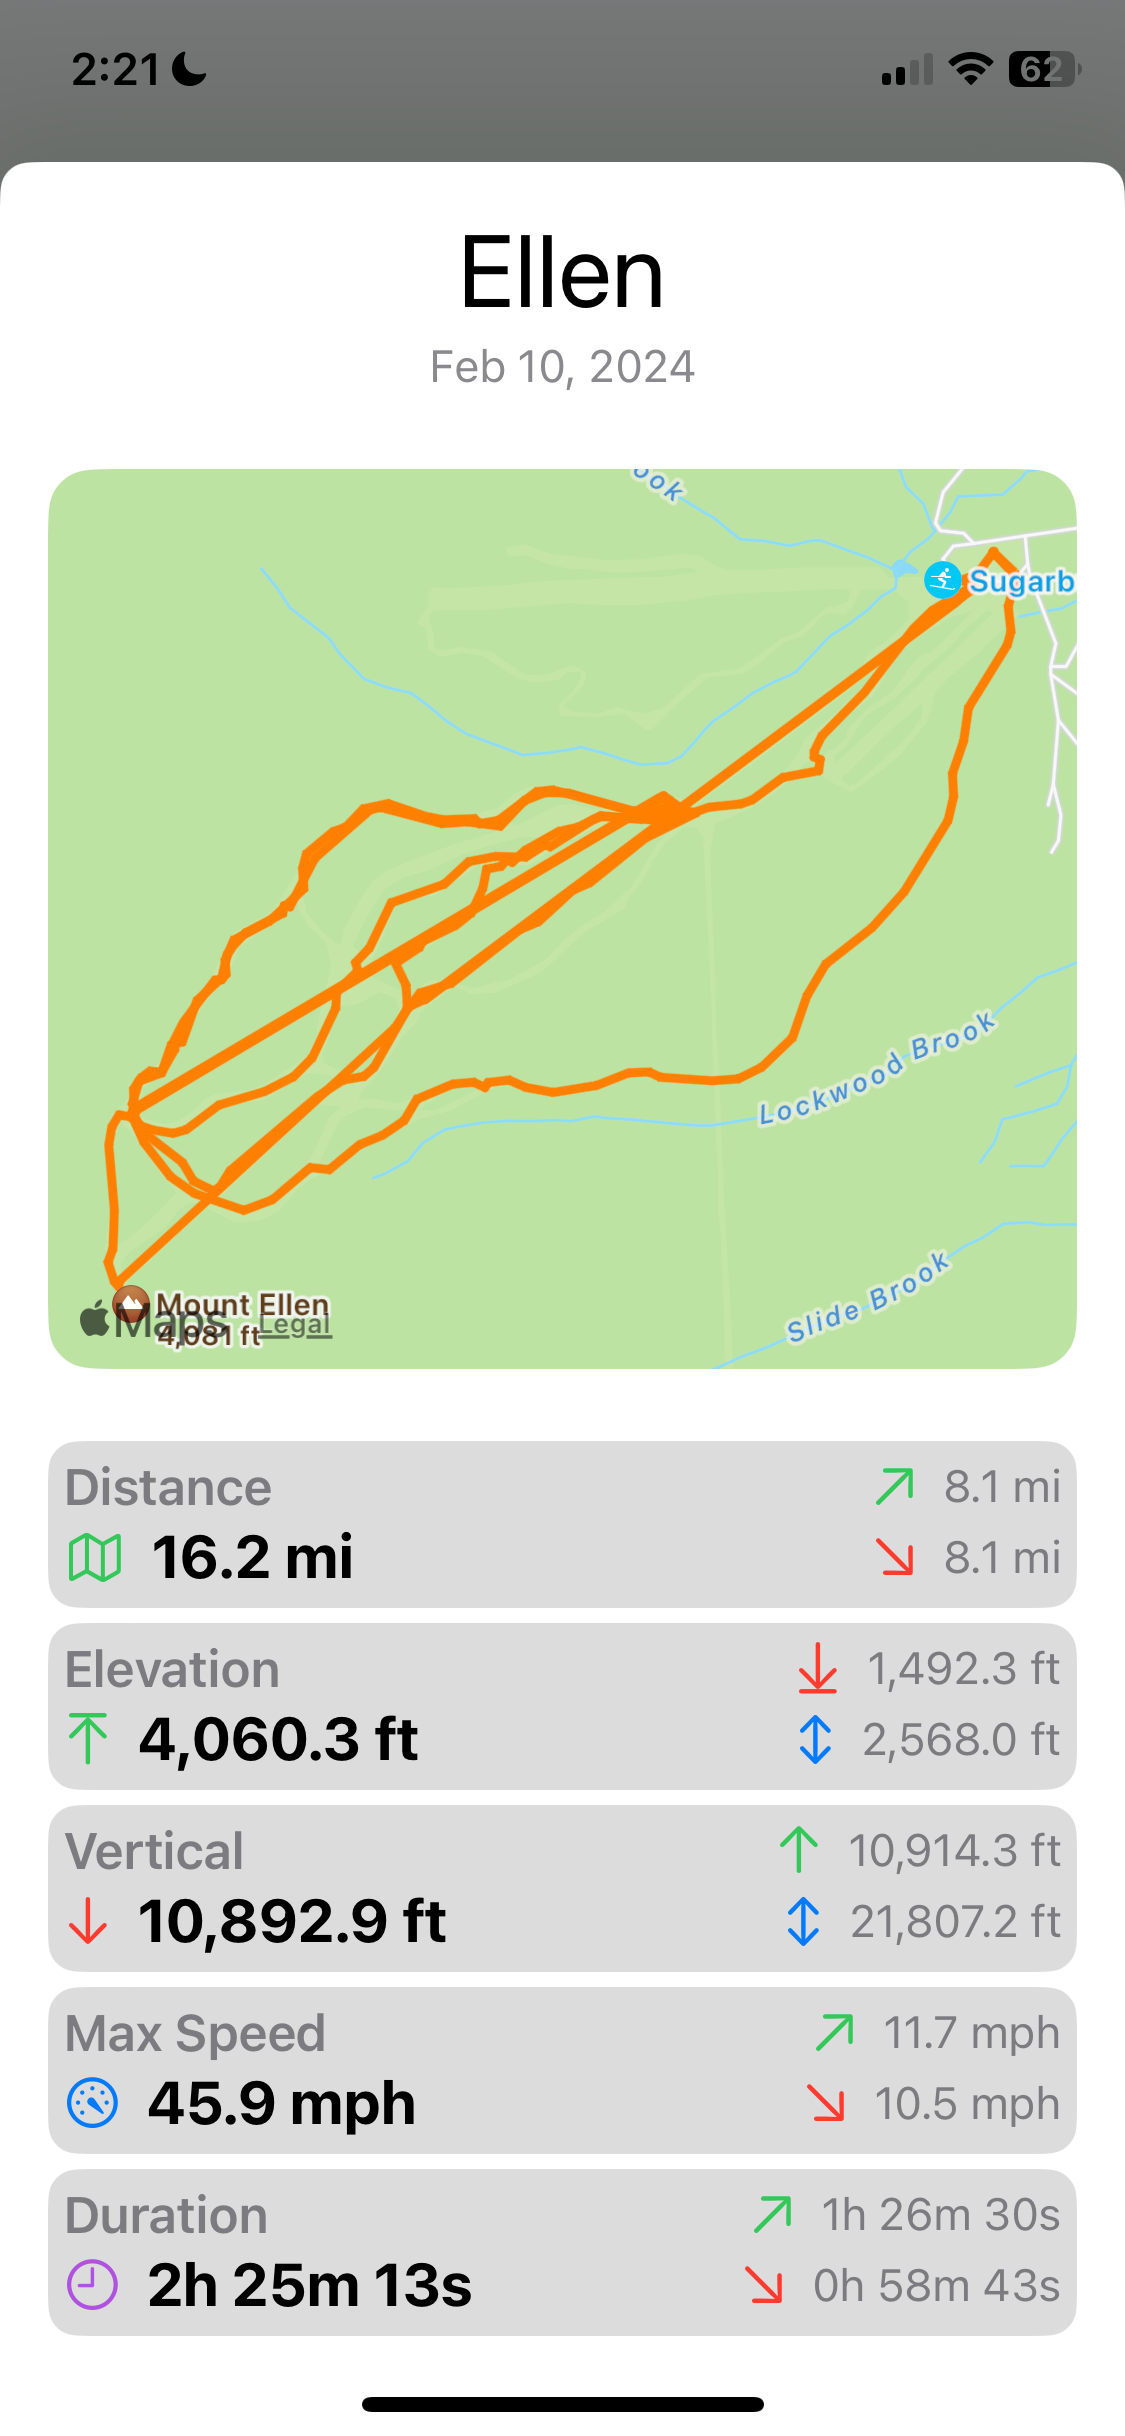 2:21
62
Ellen
Feb 10, 2024
ook
Sugarb
Lockwood Brook
Slide Brook
Mount Ellen
4,081 ft
Maps
Legal
Distance
8.1 mi
16.2 mi
8.1 mi
Elevation
1,492.3 ft
4,060.3 ft
2,568.0 ft
Vertical
10,914.3 ft
10,892.9 ft
21,807.2 ft
Max Speed
11.7 mph
45.9 mph
10.5 mph
Duration
1h 26m 30s
2h 25m 13s
0h 58m 43s